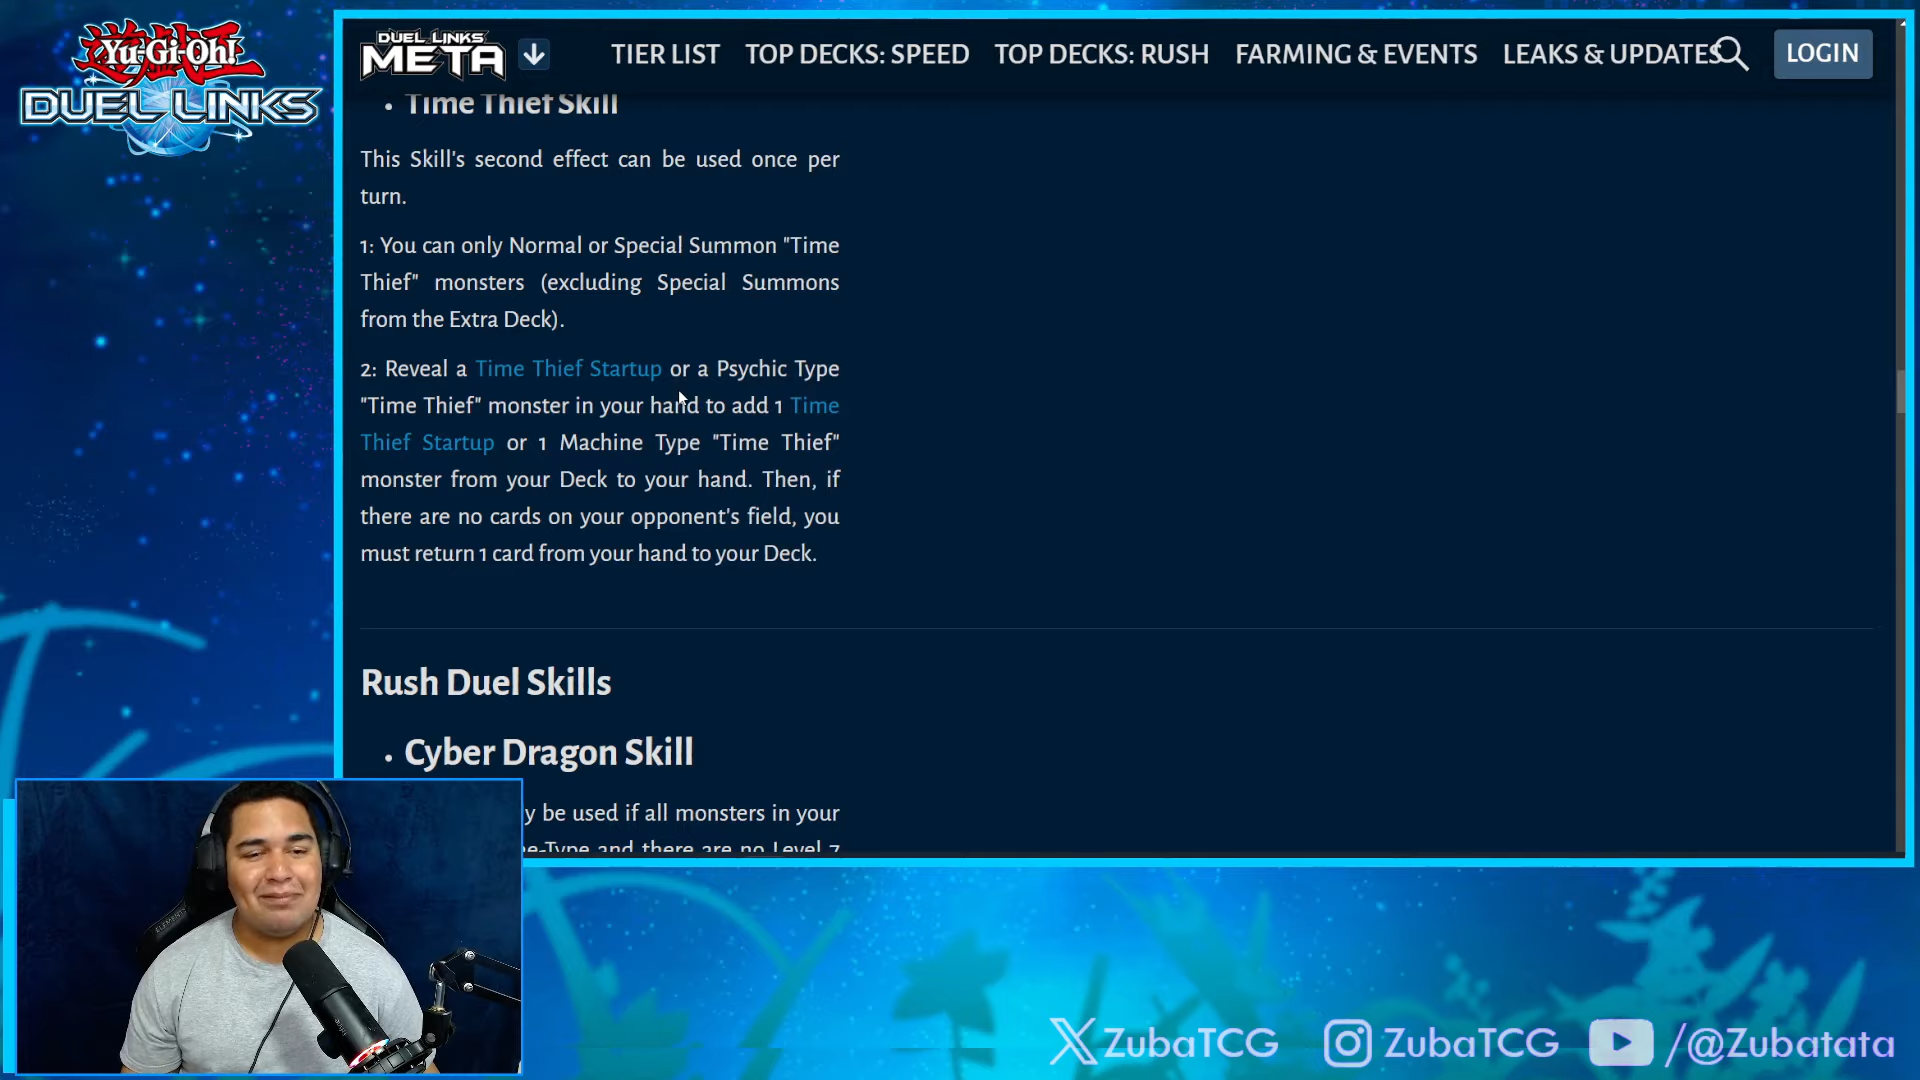 Yu-Gi-Oh!
DUEL LINKS
DUEL LINKS
META
TIER LIST
TOP DECKS: SPEED
TOP DECKS: RUSH
FARMING & EVENTS
LEAKS & UPDATES
LOGIN
• Time Thief Skill
This Skill's second effect can be used once per
turn.
1: You can only Normal or Special Summon "Time
Thief" monsters (excluding Special Summons
from the Extra Deck).
2: Reveal a Time Thief Startup or a Psychic Type
"Time Thief" monster in your hand to add 1 Time
Thief Startup or 1 Machine Type "Time Thief"
monster from your Deck to your hand. Then, if
there are no cards on your opponent's field, you
must return 1 card from your hand to your Deck.
Rush Duel Skills
• Cyber Dragon Skill
be used if all monsters in your
and there are no Level 7
ZubaTCG
ZubaTCG
/@Zubatata